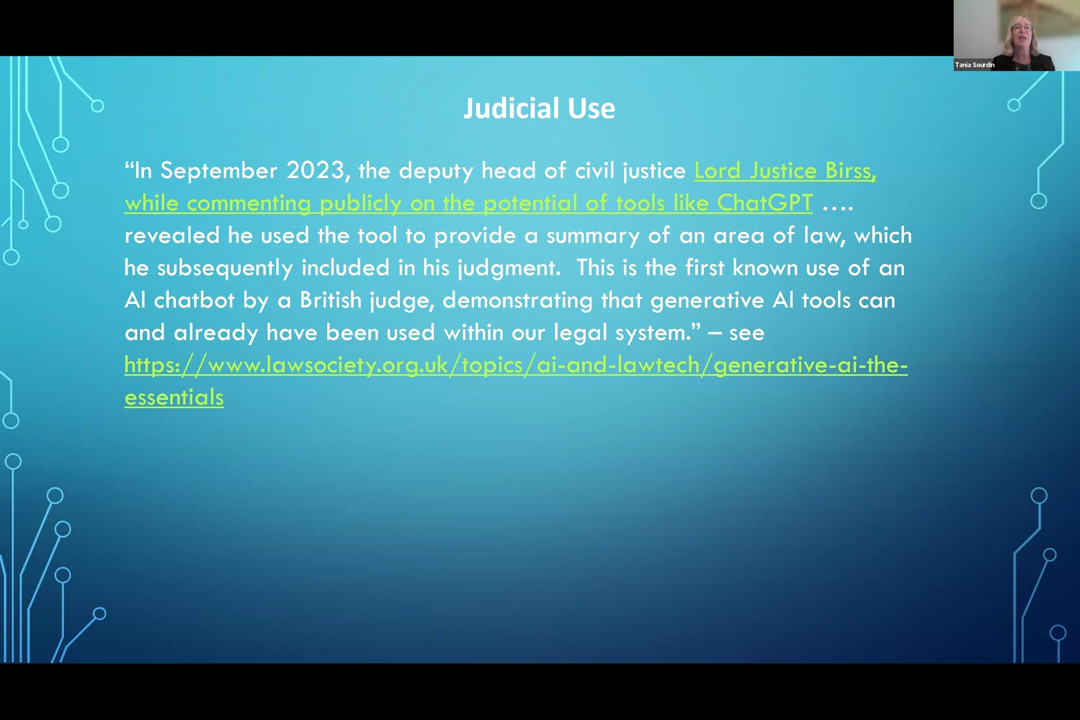 Tania Sourdin
Judicial Use
“In September 2023, the deputy head of civil justice Lord Justice Birss,
while commenting publicly on the potential of tools like ChatGPT ….
revealed he used the tool to provide a summary of an area of law, which
he subsequently included in his judgment.  This is the first known use of an
AI chatbot by a British judge, demonstrating that generative AI tools can
and already have been used within our legal system.” – see
https://www.lawsociety.org.uk/topics/ai-and-lawtech/generative-ai-the-
essentials